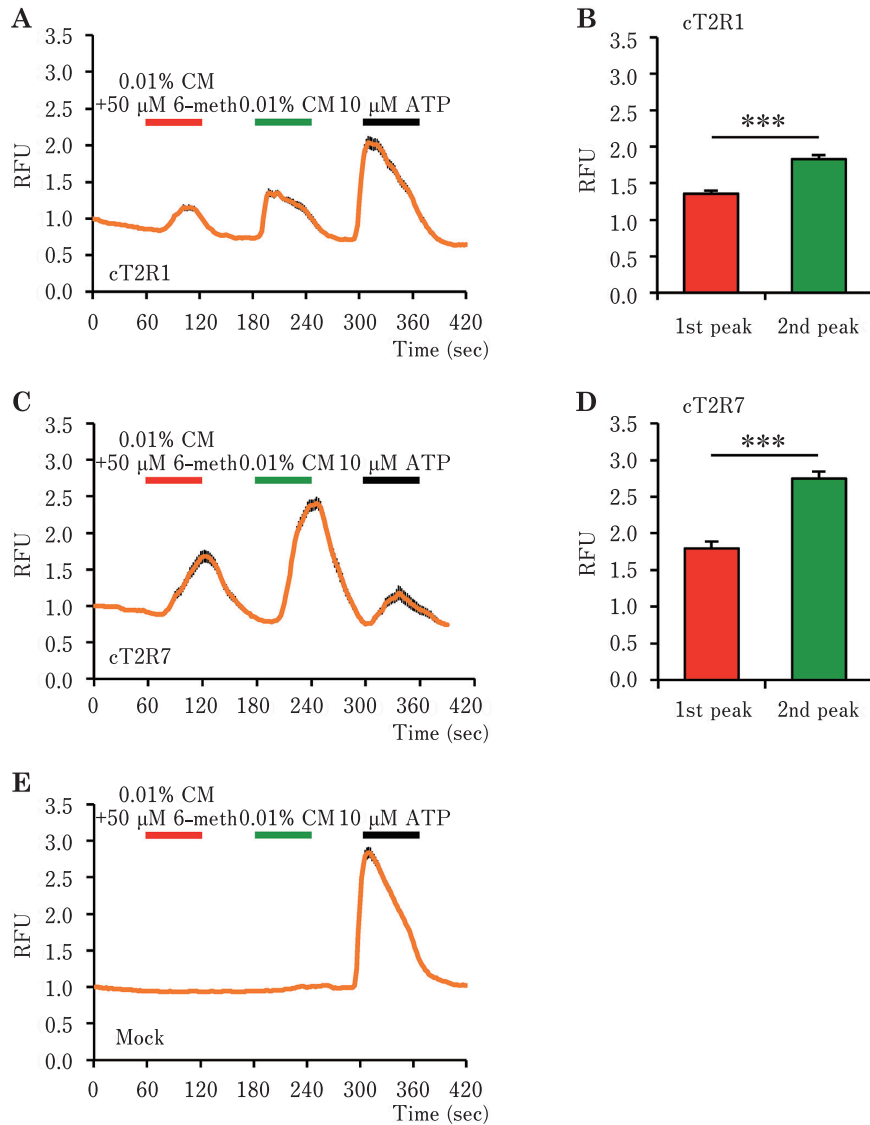 A
3.5
3.0
2.5
2.0
1.5
1.0
0.5
0.0
RFU
0.01% CM
+50 μM 6-meth 0.01% CM 10 μM ATP
cT2R1
0 60 120 180 240 300 360 420
Time (sec)
B
cT2R1
3.5
3.0
2.5
2.0
1.5
1.0
0.5
0.0
RFU
***
1st peak 2nd peak
C
3.5
3.0
2.5
2.0
1.5
1.0
0.5
0.0
RFU
0.01% CM
+50 μM 6-meth 0.01% CM 10 μM ATP
cT2R7
0 60 120 180 240 300 360 420
Time (sec)
D
cT2R7
3.5
3.0
2.5
2.0
1.5
1.0
0.5
0.0
RFU
***
1st peak 2nd peak
E
3.5
3.0
2.5
2.0
1.5
1.0
0.5
0.0
RFU
0.01% CM
+50 μM 6-meth 0.01% CM 10 μM ATP
Mock
0 60 120 180 240 300 360 420
Time (sec)